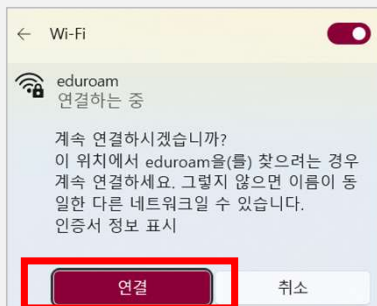 ← Wi-Fi
eduroam
연결하는 중
계속 연결하시겠습니까?
이 위치에서 eduroam을(를) 찾으려는 경우
계속 연결하세요. 그렇지 않으면 이름이 동
일한 다른 네트워크일 수 있습니다.
인증서 정보 표시
연결 취소